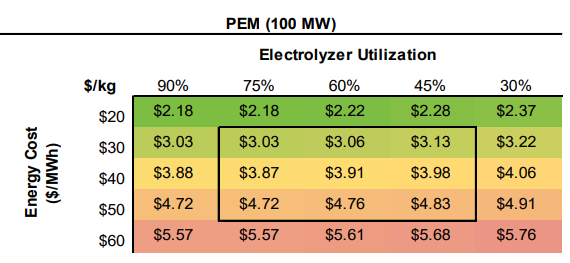 PEM (100 MW)
Electrolyzer Utilization
$/kg 90% 75% 60% 45% 30%
Energy Cost
($/MWh)
$20 $2.18 $2.18 $2.22 $2.28 $2.37
$30 $3.03 $3.03 $3.06 $3.13 $3.22
$40 $3.88 $3.87 $3.91 $3.98 $4.06
$50 $4.72 $4.72 $4.76 $4.83 $4.91
$60 $5.57 $5.57 $5.61 $5.68 $5.76